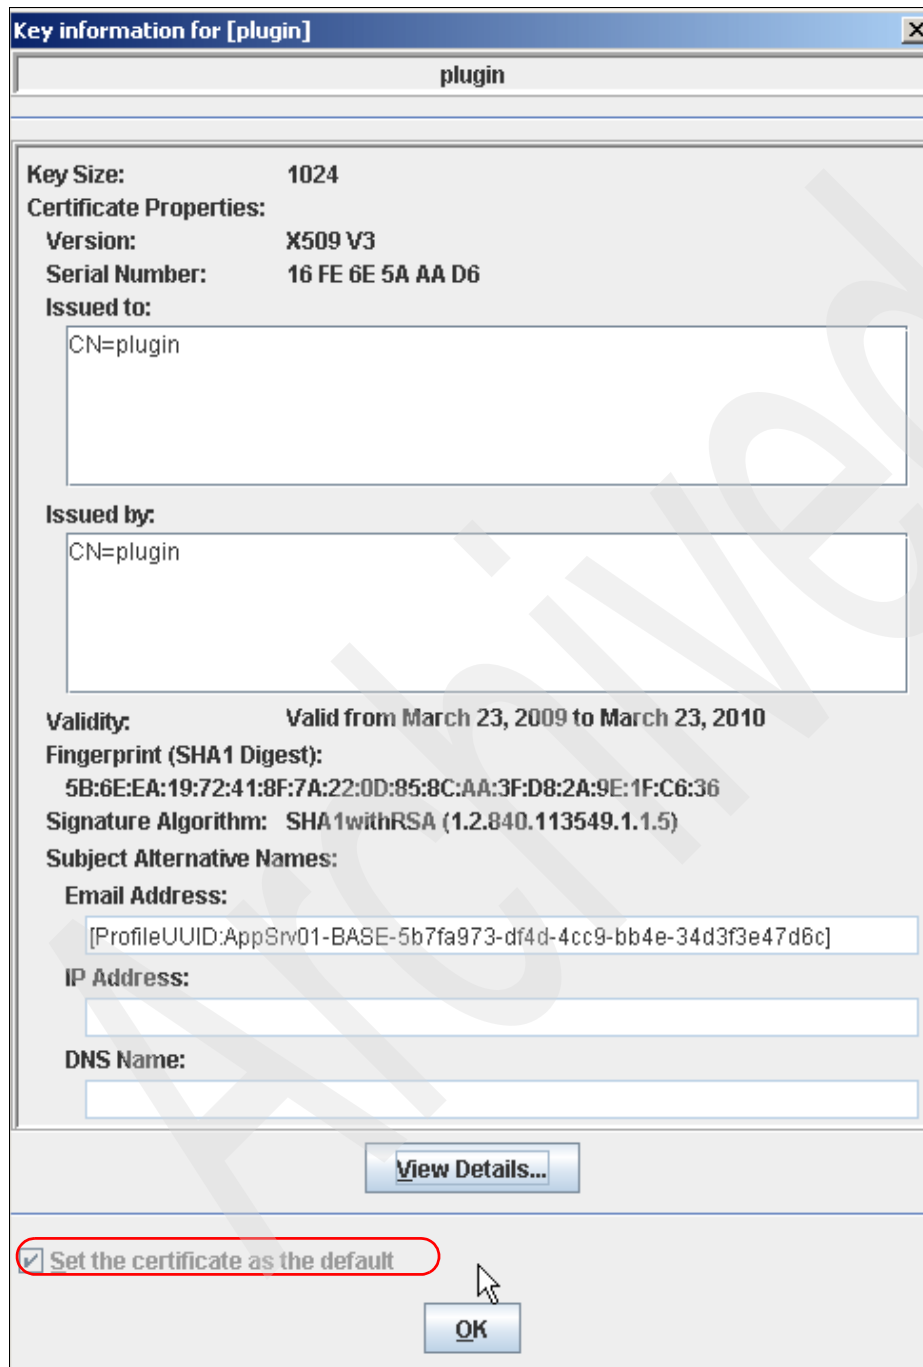 Key information for [plugin]
plugin
Key Size: 1024
Certificate Properties:
Version: X509 V3
Serial Number: 16 FE 6E 5A AA D6
Issued to:
CN=plugin
Issued by:
CN=plugin
Validity: Valid from March 23, 2009 to March 23, 2010
Fingerprint (SHA1 Digest):
5B:6E:EA:19:72:41:8F:7A:22:0D:85:8C:AA:3F:D8:2A:9E:1F:C6:36
Signature Algorithm: SHA1withRSA (1.2.840.113549.1.1.5)
Subject Alternative Names:
Email Address:
[ProfileUUID:AppSrv01-BASE-5b7fa973-df4d-4cc9-bb4e-34d3f3e47d6c]
IP Address:
DNS Name:
View Details...
Set the certificate as the default
OK
Archived